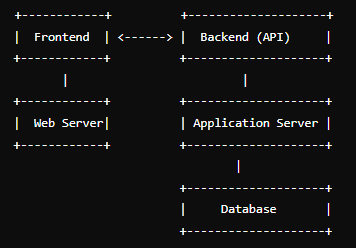 +------------+         +--------------------+
|  Frontend  | <------> |  Backend (API)     |
+------------+         +--------------------+
       |                        |
+------------+         +--------------------+
|  Web Server|         | Application Server |
+------------+         +--------------------+
                               |
                       +--------------------+
                       |     Database       |
                       +--------------------+